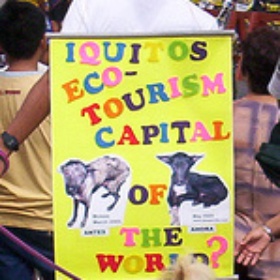 IQUITOS
ECO-
TOURISM
CAPITAL
OF
ANTES
AHORA
THE
WORLD?